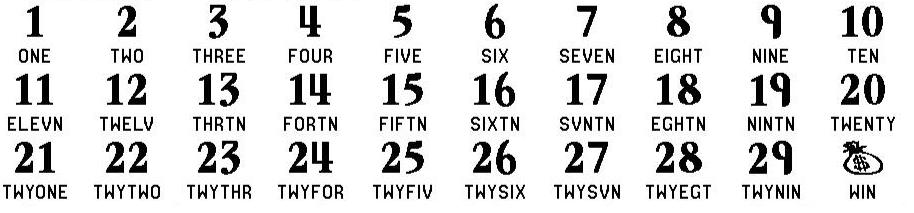 1 2 3 4 5 6 7 8 9 10
ONE TWO THREE FOUR FIVE SIX SEVEN EIGHT NINE TEN
11 12 13 14 15 16 17 18 19 20
ELEVN TWELV THRTN FORTN FIFTN SIXTN SVNTN EGHTN NINTN TWENTY
21 22 23 24 25 26 27 28 29 $
TWYONE TWYTWO TWYTHR TWYFOR TWYFIV TWYSIX TWYSVN TWYEGT TWYNIN WIN